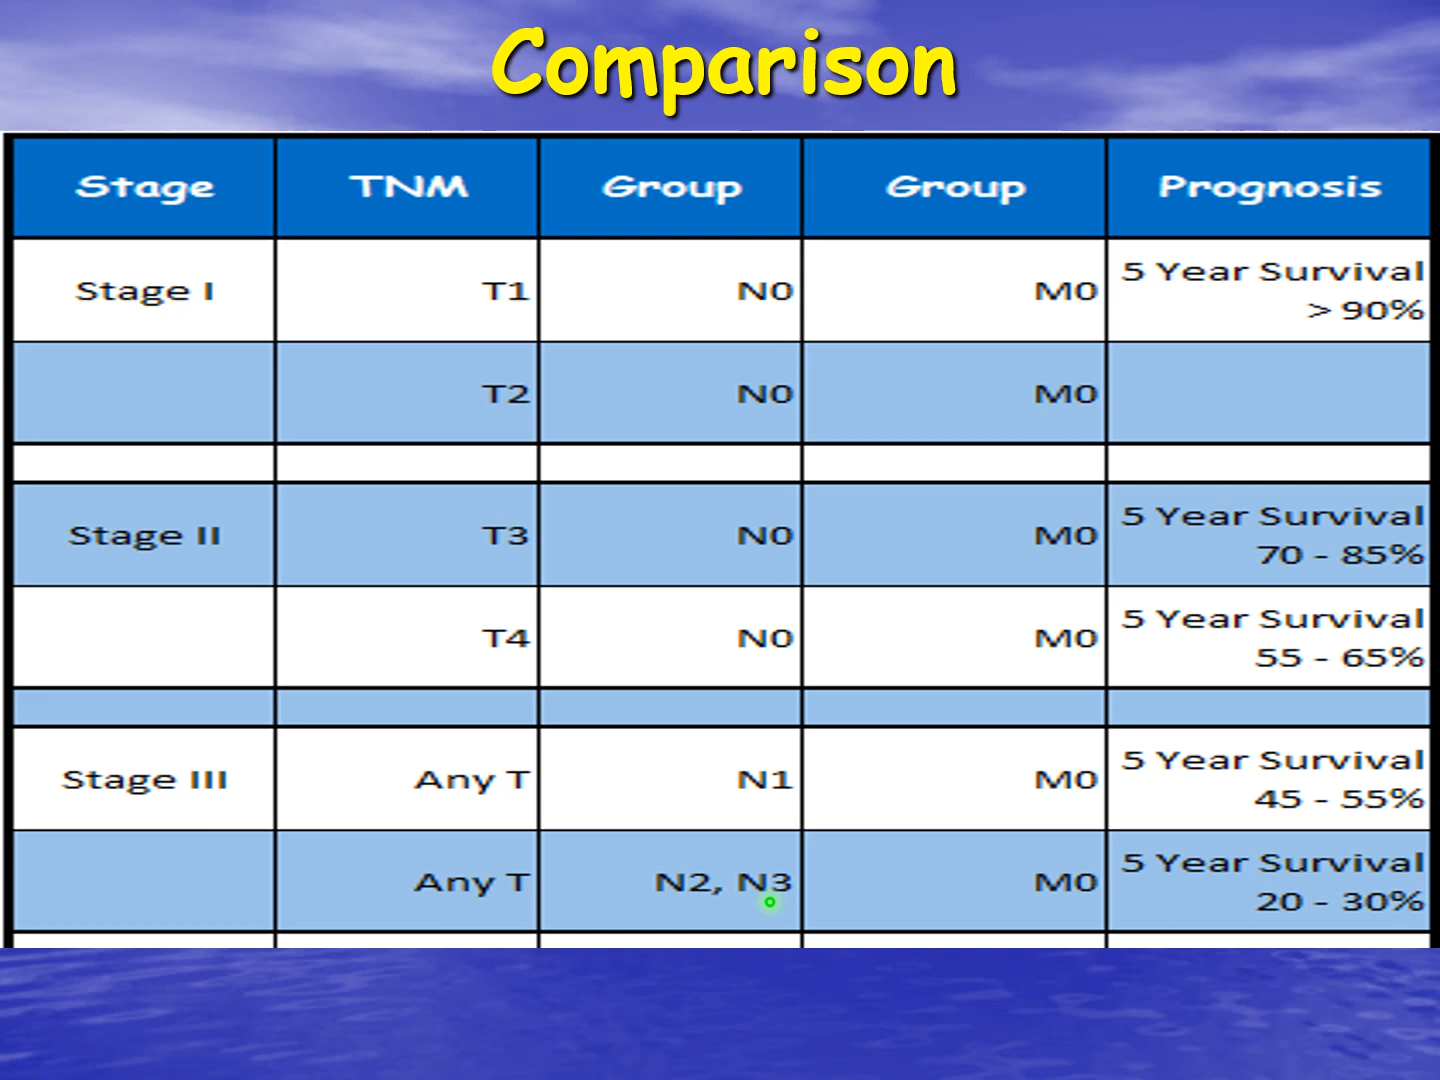 Comparison
Stage TNM Group Group Prognosis
Stage I T1 N0 M0 5 Year Survival
> 90%
T2 N0 M0
Stage II T3 N0 M0 5 Year Survival
70 - 85%
T4 N0 M0 5 Year Survival
55 - 65%
Stage III Any T N1 M0 5 Year Survival
45 - 55%
Any T N2, N3 M0 5 Year Survival
20 - 30%